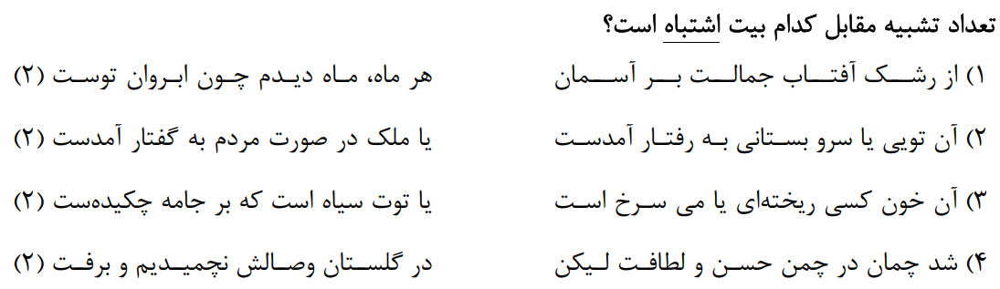 تعداد تشبیه مقابل کدام بیت اشتباه است؟
۱) از رشک آفتاب جمالت بر آسمان هر ماه، ماه دیدم چون ابروان توست (۲)
۲) آن تویی یا سرو بستانی به رفتار آمدست یا ملک در صورت مردم به گفتار آمدست (۲)
۳) آن خون کسی ریخته‌ای یا می سرخ است یا توت سیاه است که بر جامه چکیده‌ست (۲)
۴) شد چمان در چمن حسن و لطافت لیکن در گلستان وصالش نچمیدیم و برفت (۲)